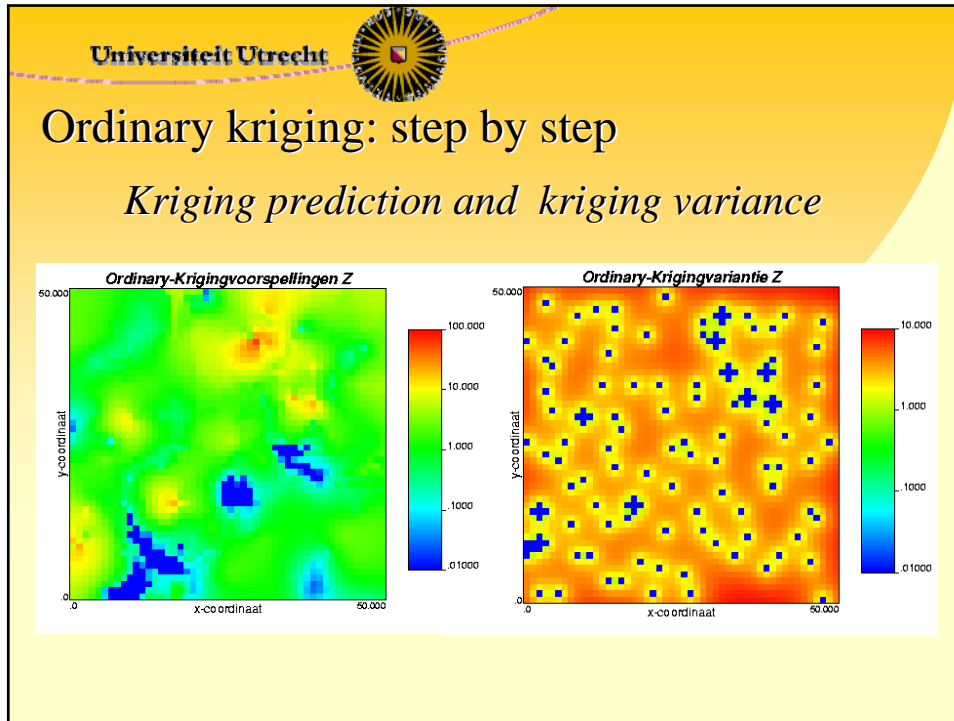 Universiteit Utrecht
Ordinary kriging: step by step
Kriging prediction and kriging variance
Ordinary-Krigingvoorspellingen Z
50.000
y-coordinaat
.0
.0
x-coordinaat
50.000
100.000
10.000
1.000
.1000
.01000
Ordinary-Krigingvariantie Z
50.000
y-coordinaat
.0
.0
x-coordinaat
50.000
10.000
1.000
.1000
.01000